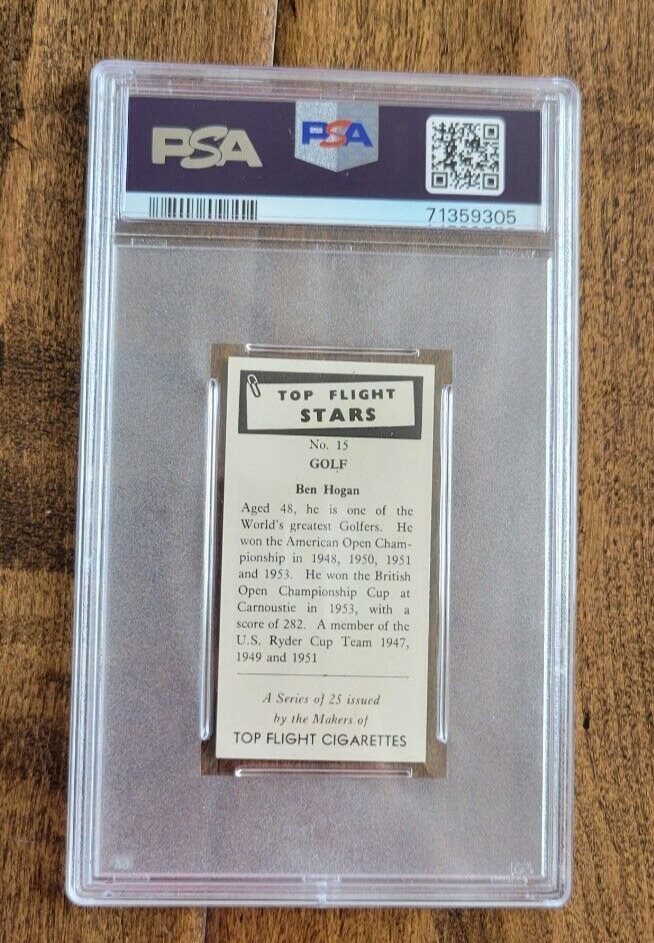 PSA PSA
71359305
TOP FLIGHT
STARS
No. 15
GOLF
Ben Hogan
Aged 48, he is one of the
World's greatest Golfers. He
won the American Open Cham-
pionship in 1948, 1950, 1951
and 1953. He won the British
Open Championship Cup at
Carnoustie in 1953, with a
score of 282. A member of the
U.S. Ryder Cup Team 1947,
1949 and 1951
A Series of 25 issued
by the Makers of
TOP FLIGHT CIGARETTES